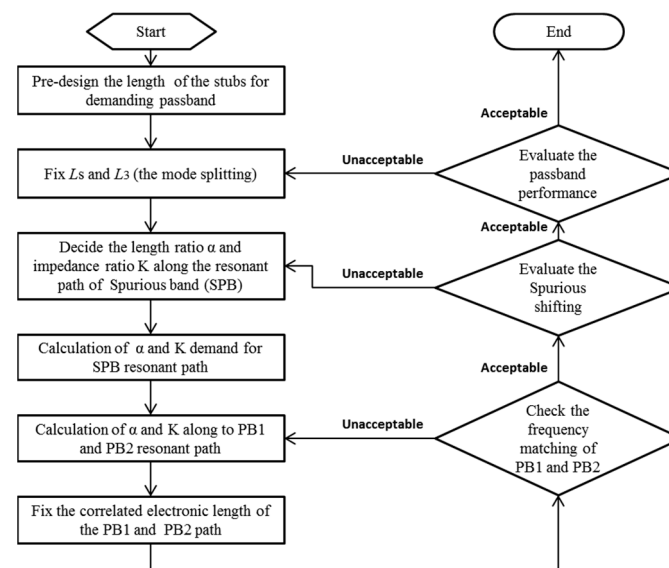 Start
Pre-design the length of the stubs for
demanding passband
Fix Ls and L3 (the mode splitting)
Decide the length ratio α and
impedance ratio K along the resonant
path of Spurious band (SPB)
Calculation of α and K demand for
SPB resonant path
Calculation of α and K along to PB1
and PB2 resonant path
Fix the correlated electronic length of
the PB1 and PB2 path
End
Acceptable
Evaluate the
passband
performance
Unacceptable
Acceptable
Evaluate the
Spurious
shifting
Unacceptable
Acceptable
Check the
frequency
matching of
PB1 and PB2
Unacceptable